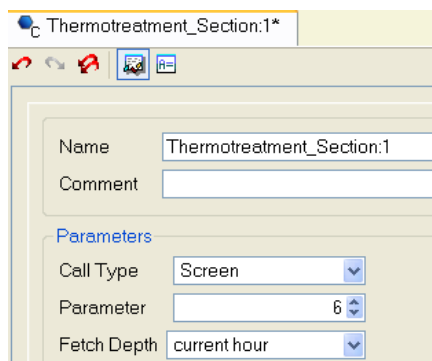 C Thermotreatment_Section:1*
A=
Name Thermotreatment_Section:1
Comment
Parameters
Call Type Screen
Parameter 6
Fetch Depth current hour